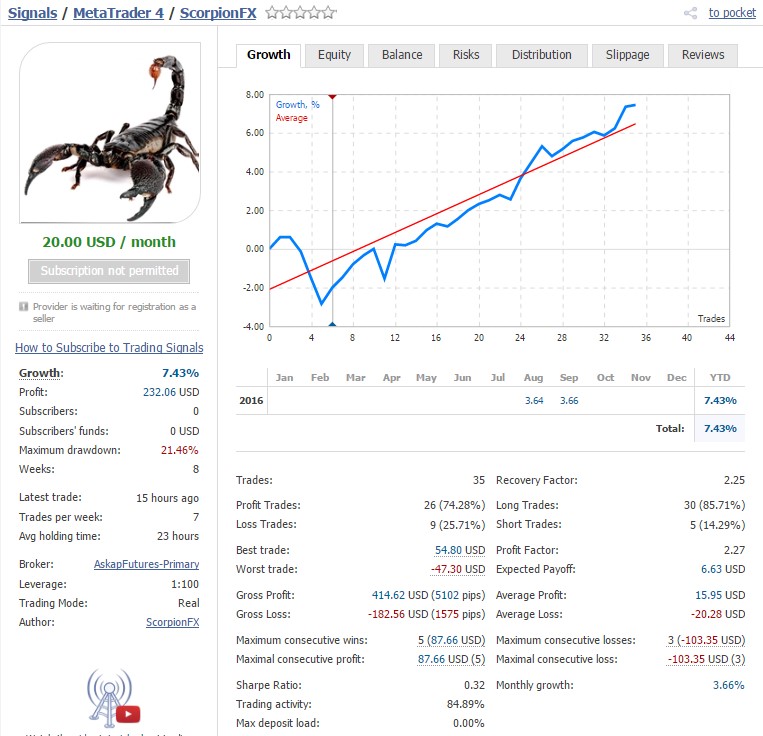 Signals / MetaTrader 4 / ScorpionFX
to pocket
20.00 USD / month
Subscription not permitted
Provider is waiting for registration as a
seller
How to Subscribe to Trading Signals
Growth: 7.43%
Profit: 232.06 USD
Subscribers: 0
Subscribers' funds: 0 USD
Maximum drawdown: 21.46%
Weeks: 8
Latest trade: 15 hours ago
Trades per week: 7
Avg holding time: 23 hours
Broker: AskapFutures-Primary
Leverage: 1:100
Trading Mode: Real
Author: ScorpionFX
Growth Equity Balance Risks Distribution Slippage Reviews
Growth, %
Average
8.00
6.00
4.00
2.00
0.00
-2.00
-4.00
Trades
0 4 8 12 16 20 24 28 32 36 40 44
Jan Feb Mar Apr May Jun Jul Aug Sep Oct Nov Dec YTD
2016 3.64 3.66 7.43%
Total: 7.43%
Trades: 35 Recovery Factor: 2.25
Profit Trades: 26 (74.28%) Long Trades: 30 (85.71%)
Loss Trades: 9 (25.71%) Short Trades: 5 (14.29%)
Best trade: 54.80 USD Profit Factor: 2.27
Worst trade: -47.30 USD Expected Payoff: 6.63 USD
Gross Profit: 414.62 USD (5102 pips) Average Profit: 15.95 USD
Gross Loss: -182.56 USD (1575 pips) Average Loss: -20.28 USD
Maximum consecutive wins: 5 (87.66 USD) Maximum consecutive losses: 3 (-103.35 USD)
Maximal consecutive profit: 87.66 USD (5) Maximal consecutive loss: -103.35 USD (3)
Sharpe Ratio: 0.32 Monthly growth: 3.66%
Trading activity: 84.89%
Max deposit load: 0.00%